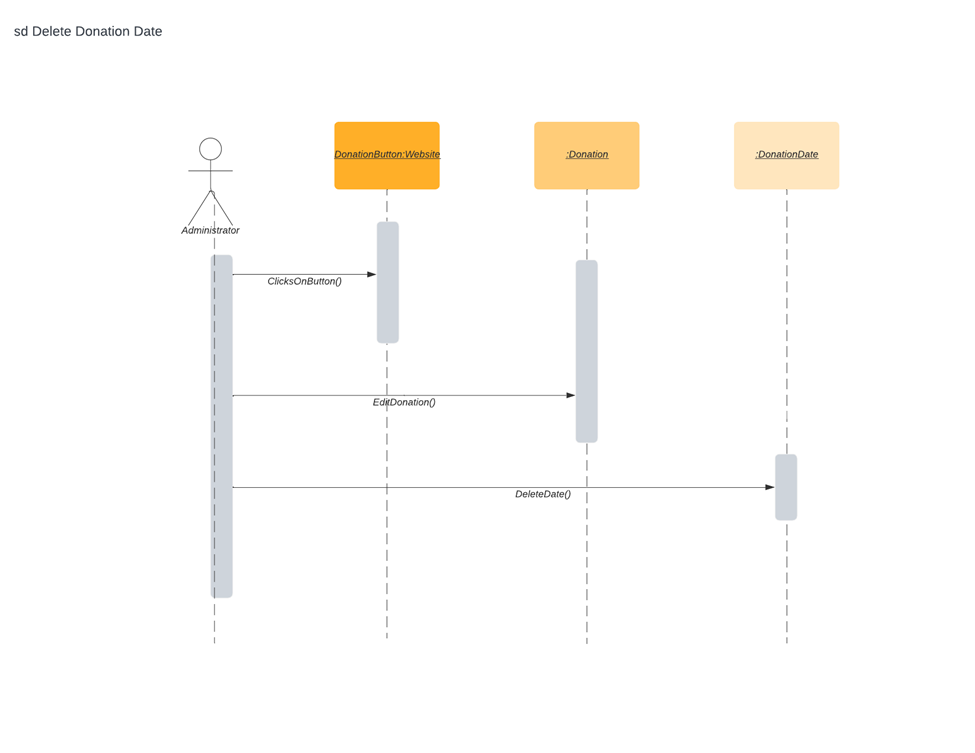 sd Delete Donation Date
DonationButton:Website
:Donation
:DonationDate
Administrator
ClicksOnButton()
EditDonation()
DeleteDate()